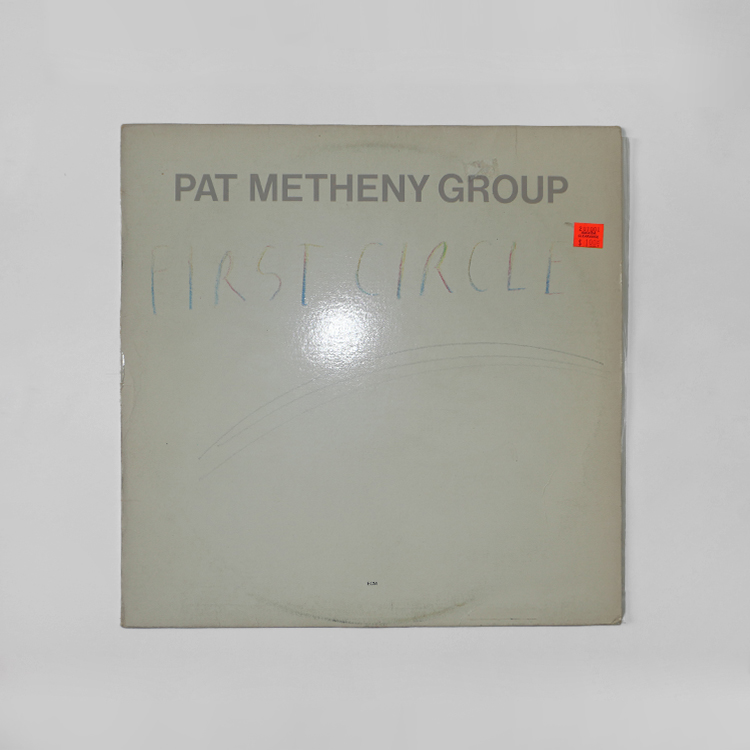 PAT METHENY GROUP
FIRST CIRCLE
ECM